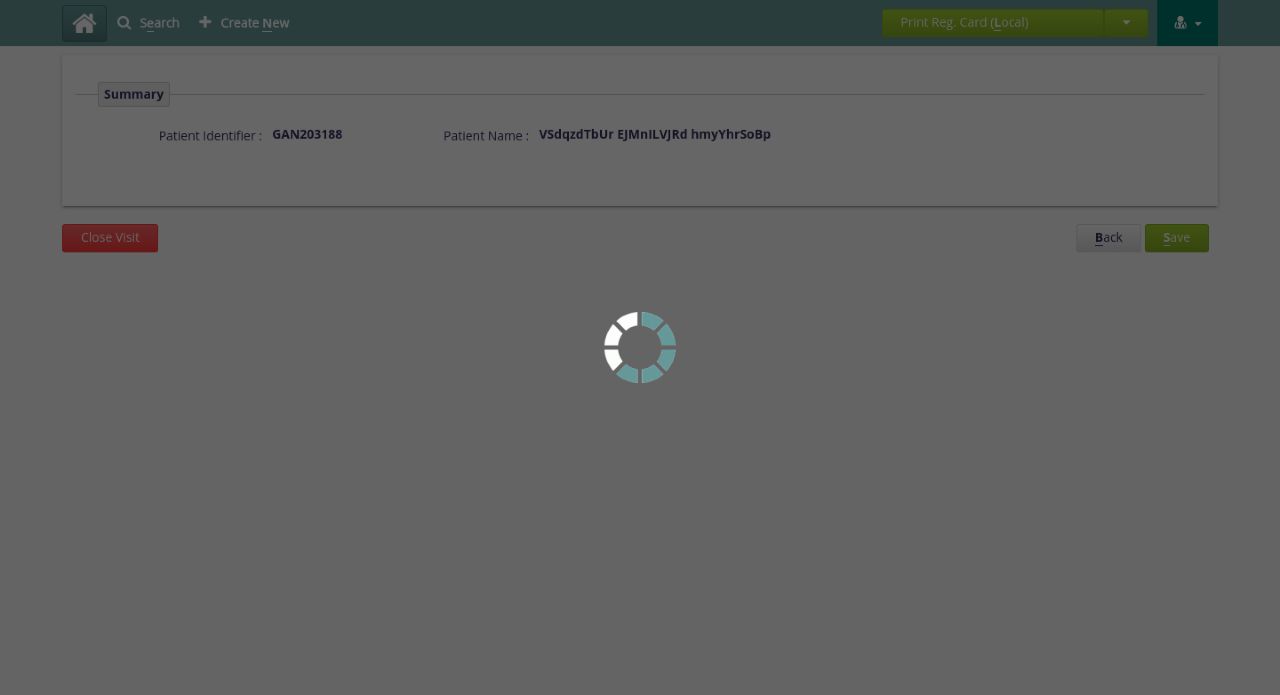 Search Create New Print Reg. Card (Local)
Summary
Patient Identifier : GAN203188 Patient Name : VSdqzdTbUr EJMnILVJRd hmyYhrSoBp
Close Visit Back Save